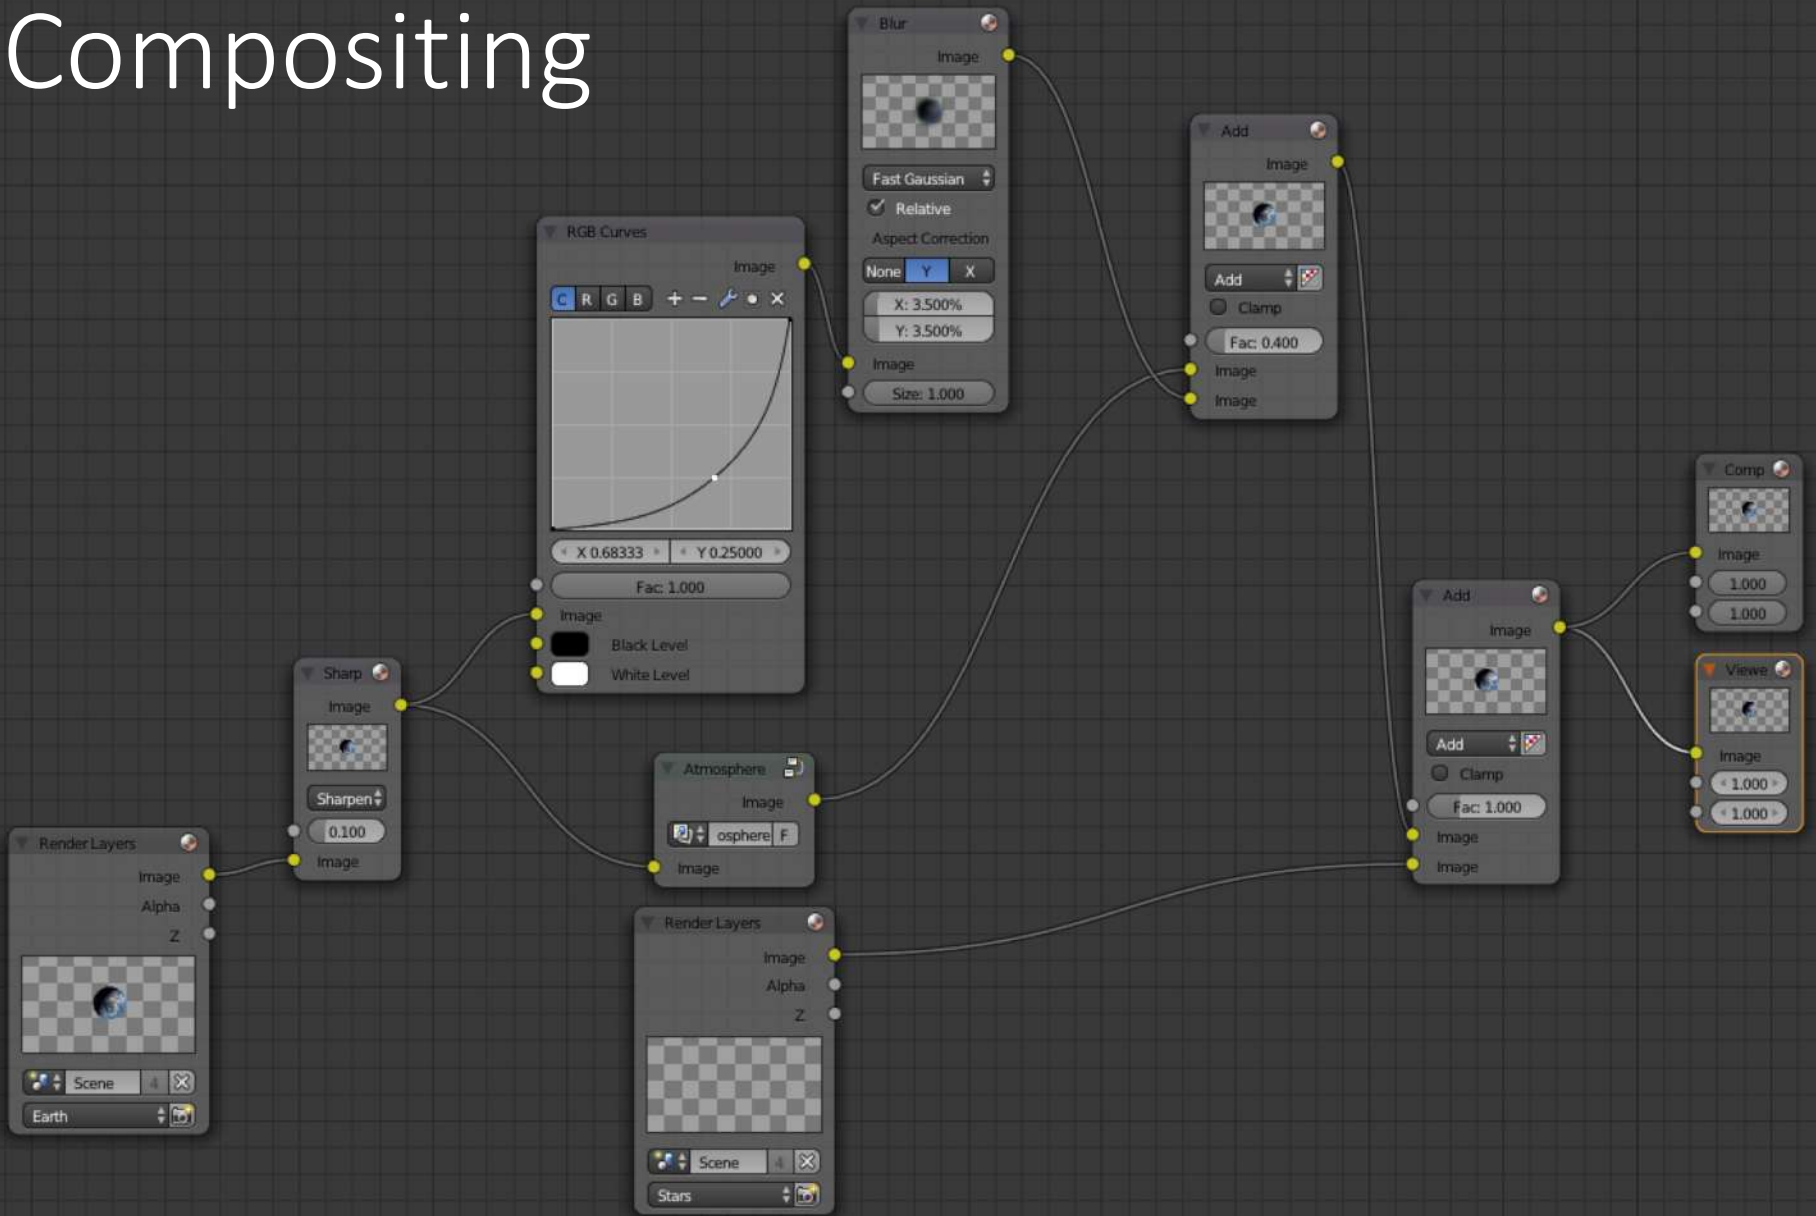 Compositing
Blur
Image
Fast Gaussian
Relative
Aspect Correction
None Y X
X: 3.500%
Y: 3.500%
Image
Size: 1.000
Add
Image
Add
Clamp
Fac: 0.400
Image
Image
RGB Curves
Image
C R G B
X 0.68333 Y 0.25000
Fac: 1.000
Image
Black Level
White Level
Sharp
Image
Sharpen
0.100
Image
Atmosphere
Image
osphere F
Image
Render Layers
Image
Alpha
Z
Scene 4
Earth
Render Layers
Image
Alpha
Z
Scene 4
Stars
Add
Image
Add
Clamp
Fac: 1.000
Image
Image
Comp
Image
1.000
1.000
Viewe
Image
1.000
1.000